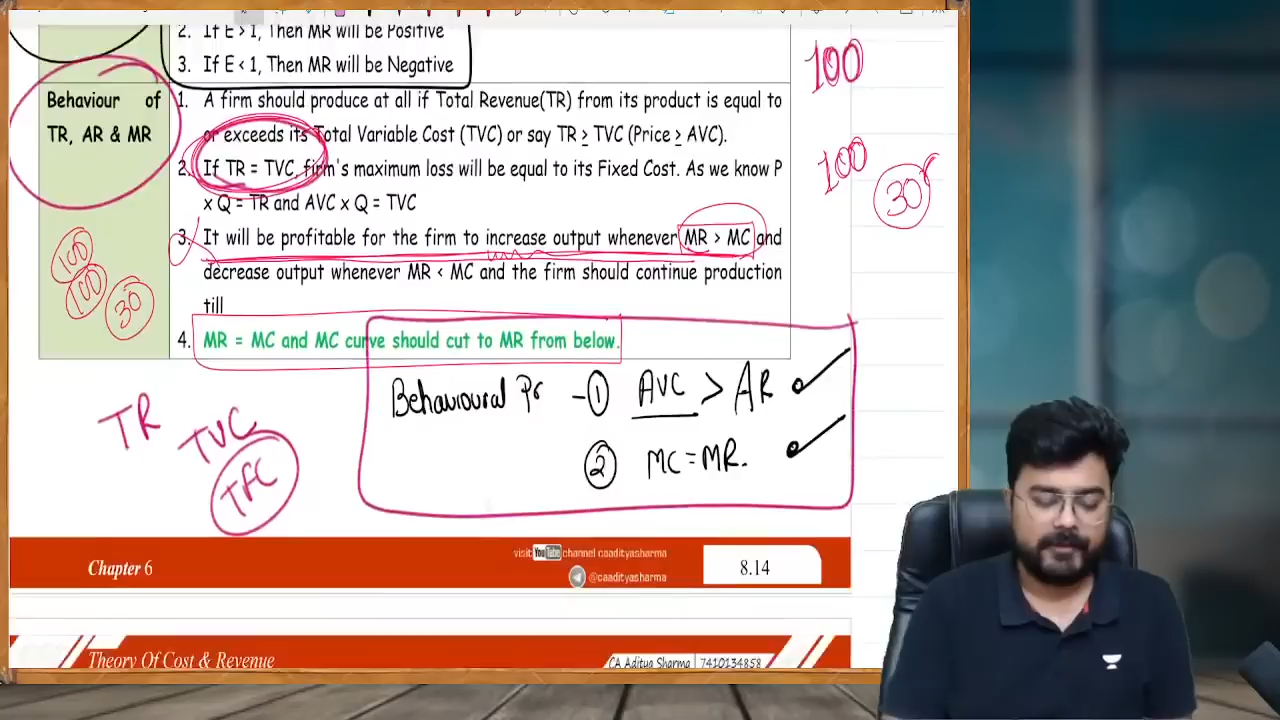 2. If E > 1, Then MR will be Positive
3. If E < 1, Then MR will be Negative
Behaviour of
TR, AR & MR
1. A firm should produce at all if Total Revenue(TR) from its product is equal to
or exceeds its Total Variable Cost (TVC) or say TR ≥ TVC (Price ≥ AVC).
2. If TR = TVC, firm's maximum loss will be equal to its Fixed Cost. As we know P
x Q = TR and AVC x Q = TVC
3. It will be profitable for the firm to increase output whenever MR > MC and
decrease output whenever MR < MC and the firm should continue production
till
4. MR = MC and MC curve should cut to MR from below.
100
100
30
100
100
30
Behavioural Pr - ① AVC > AR
② MC = MR.
TR
TVC
TFC
Chapter 6
visit YouTube channel caadityasharma
@caadityasharma
8.14
Theory Of Cost & Revenue
CA Aditya Sharma 7410134858